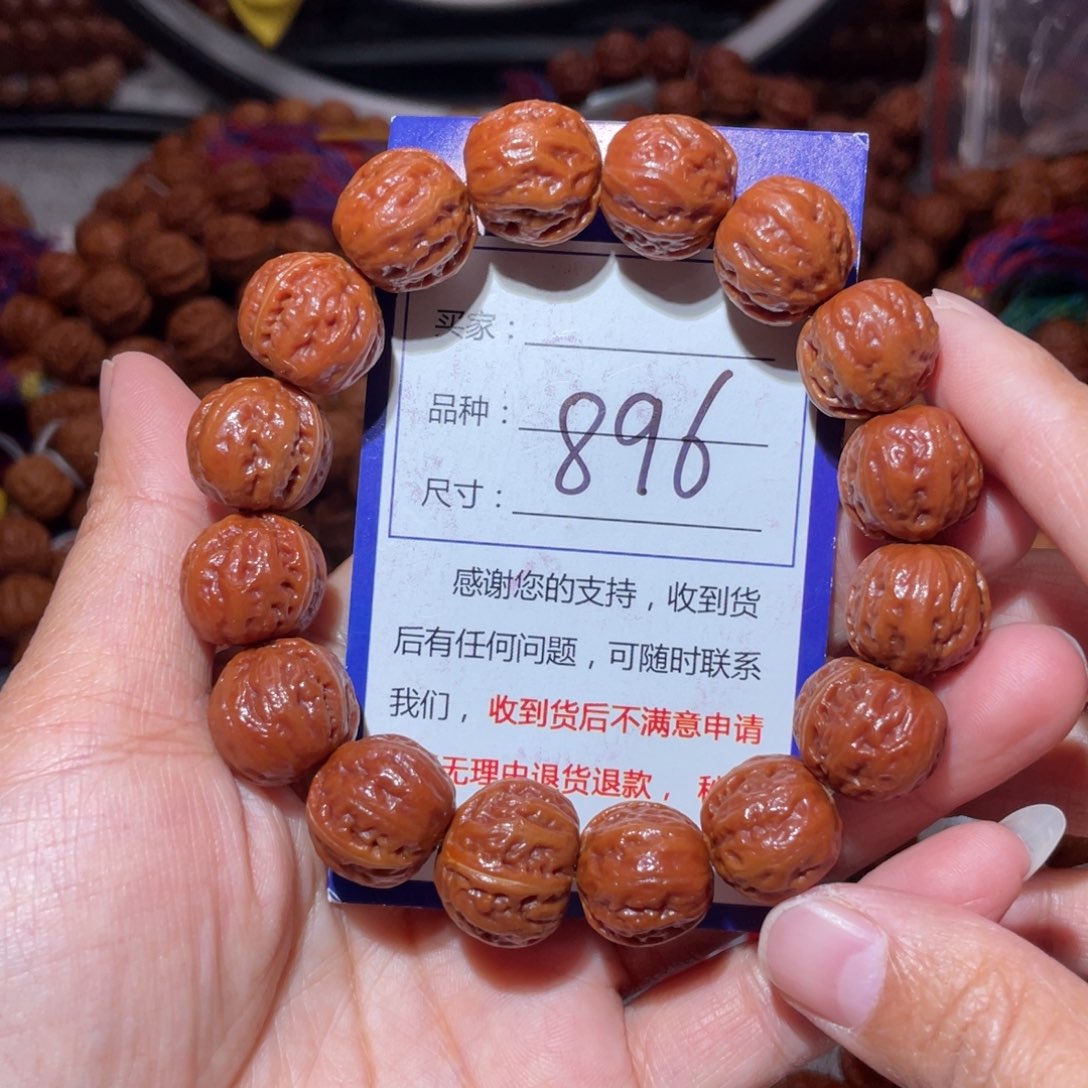 买家：
品种：
896
尺寸：
感谢您的支持，收到货
后有任何问题，可随时联系
我们，收到货后不满意申请
无理由退货退款，